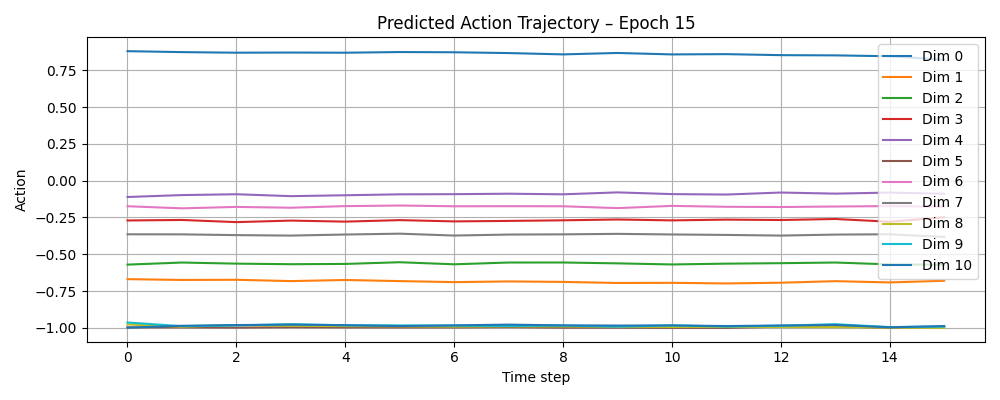 Predicted Action Trajectory – Epoch 15
Action
0.75
0.50
0.25
0.00
−0.25
−0.50
−0.75
−1.00
0 2 4 6 8 10 12 14
Time step
Dim 0
Dim 1
Dim 2
Dim 3
Dim 4
Dim 5
Dim 6
Dim 7
Dim 8
Dim 9
Dim 10